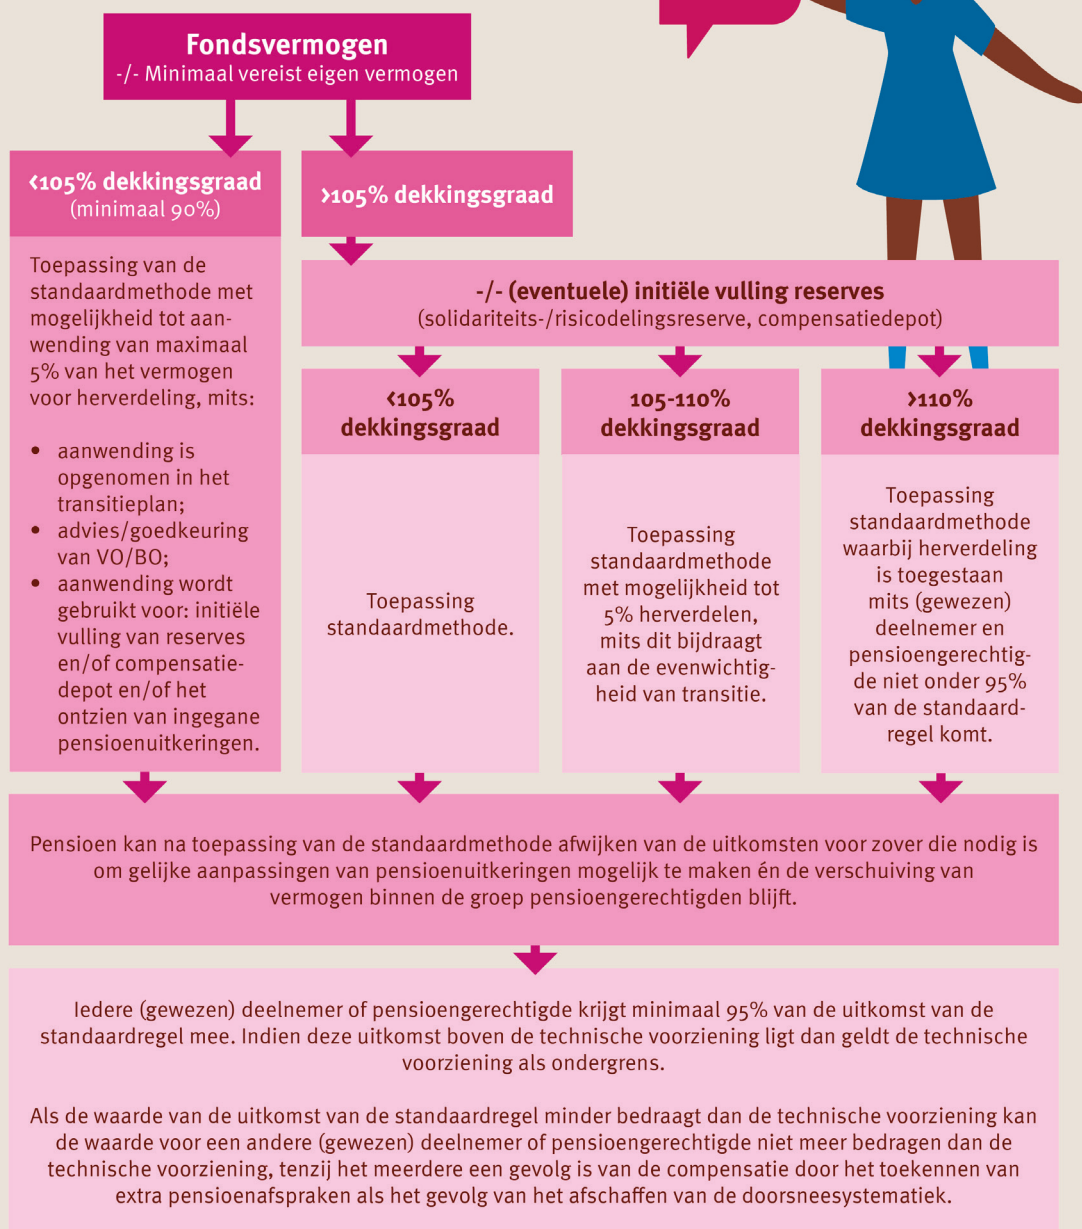 Fondsvermogen
-/- Minimaal vereist eigen vermogen
<105% dekkingsgraad
(minimaal 90%)
Toepassing van de
standaardmethode met
mogelijkheid tot aan-
wending van maximaal
5% van het vermogen
voor herverdeling, mits:
• aanwending is
opgenomen in het
transitieplan;
• advies/goedkeuring
van VO/BO;
• aanwending wordt
gebruikt voor: initiële
vulling van reserves
en/of compensatie-
depot en/of het
ontzien van ingegane
pensioenuitkeringen.
>105% dekkingsgraad
-/- (eventuele) initiële vulling reserves
(solidariteits-/risicodelingsreserve, compensatiedepot)
<105%
dekkingsgraad
Toepassing
standaardmethode.
105-110%
dekkingsgraad
Toepassing
standaardmethode
met mogelijkheid tot
5% herverdelen,
mits dit bijdraagt
aan de evenwichtig-
heid van transitie.
>110%
dekkingsgraad
Toepassing
standaardmethode
waarbij herverdeling
is toegestaan
mits (gewezen)
deelnemer en
pensioengerechtig-
de niet onder 95%
van de standaard-
regel komt.
Pensioen kan na toepassing van de standaardmethode afwijken van de uitkomsten voor zover die nodig is
om gelijke aanpassingen van pensioenuitkeringen mogelijk te maken én de verschuiving van
vermogen binnen de groep pensioengerechtigden blijft.
Iedere (gewezen) deelnemer of pensioengerechtigde krijgt minimaal 95% van de uitkomst van de
standaardregel mee. Indien deze uitkomst boven de technische voorziening ligt dan geldt de technische
voorziening als ondergrens.
Als de waarde van de uitkomst van de standaardregel minder bedraagt dan de technische voorziening kan
de waarde voor een andere (gewezen) deelnemer of pensioengerechtigde niet meer bedragen dan de
technische voorziening, tenzij het meerdere een gevolg is van de compensatie door het toekennen van
extra pensioenafspraken als het gevolg van het afschaffen van de doorsneesystematiek.